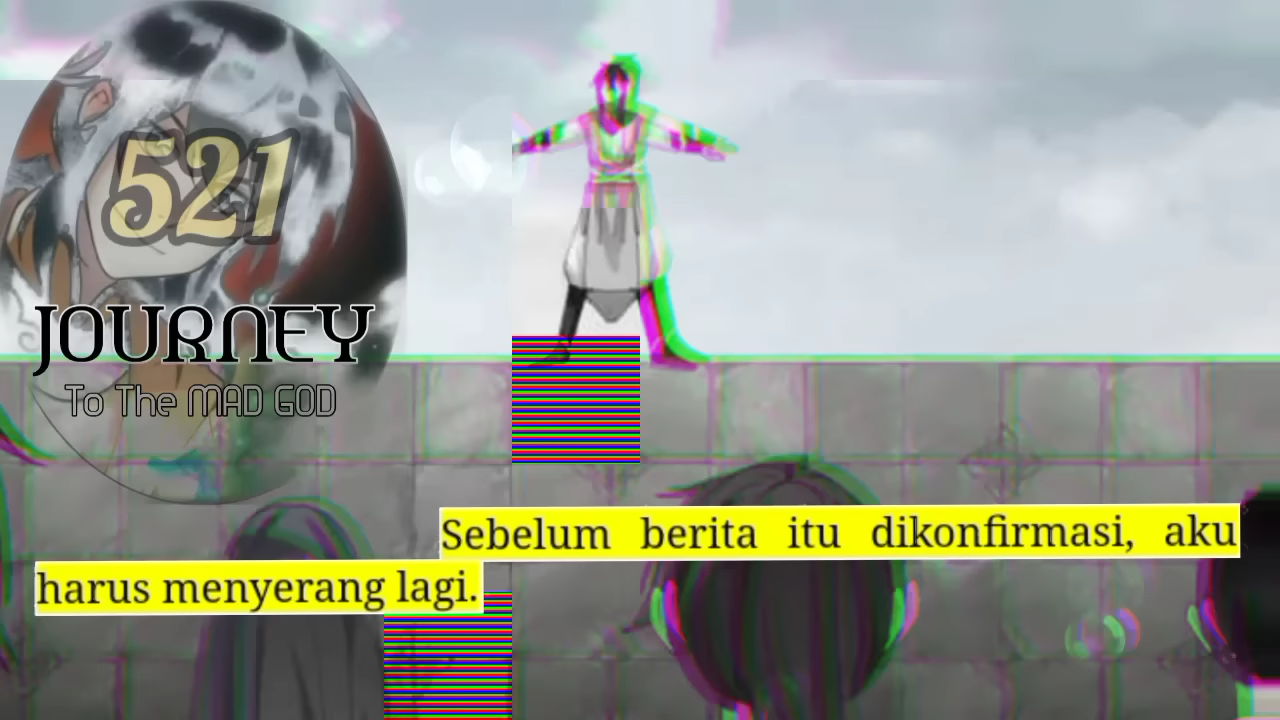 521
JOURNEY
To The MAD GOD
Sebelum berita itu dikonfirmasi, aku
harus menyerang lagi.